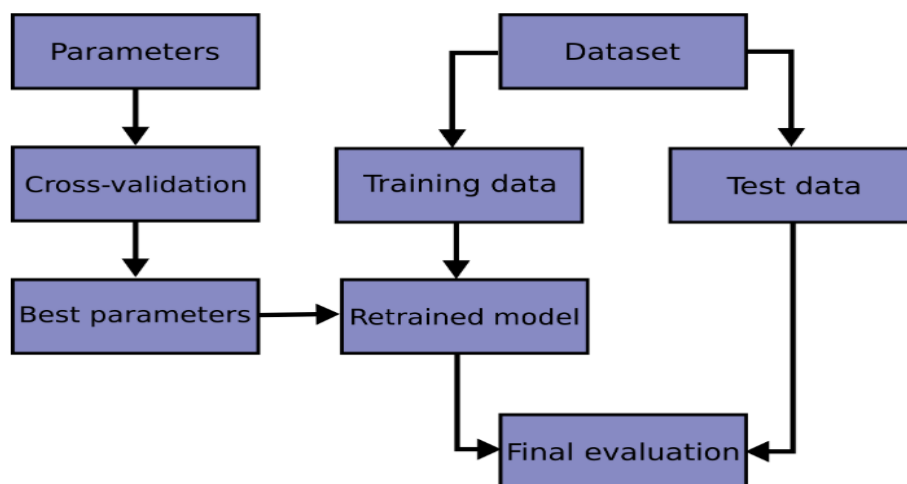 Parameters
Dataset
Cross-validation
Training data
Test data
Best parameters
Retrained model
Final evaluation